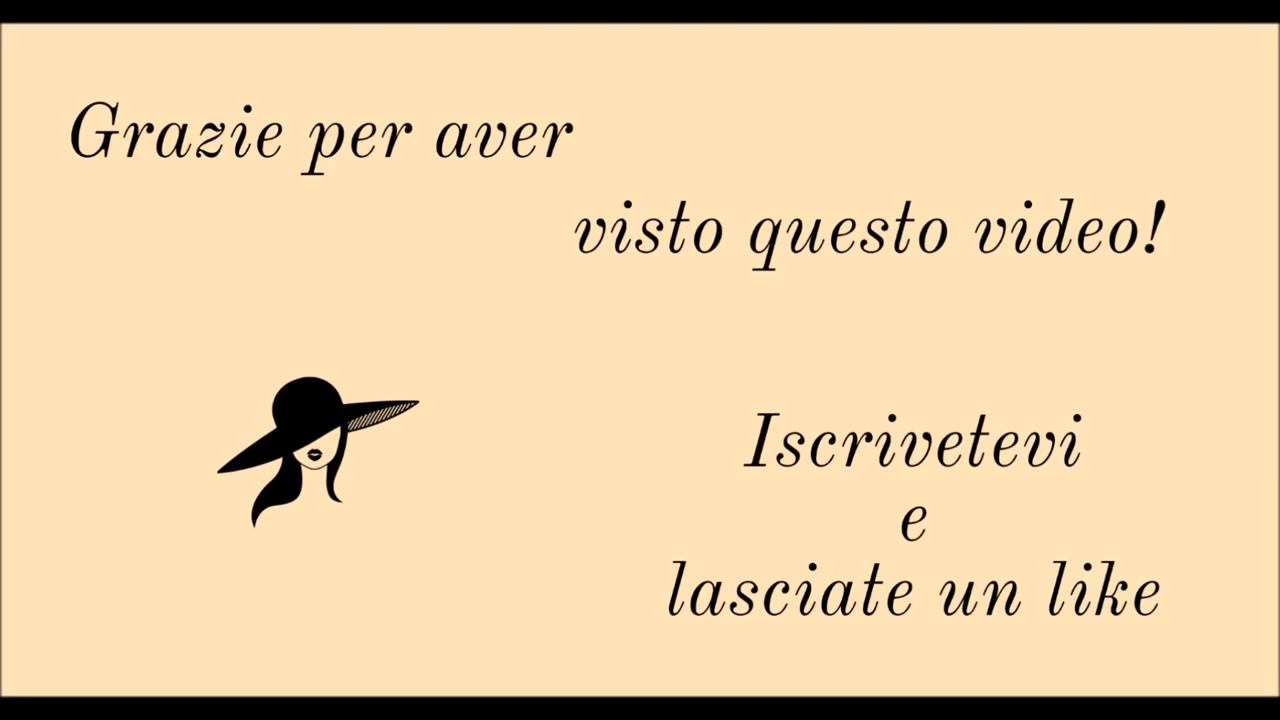 Grazie per aver
visto questo video!
Iscrivetevi
e
lasciate un like